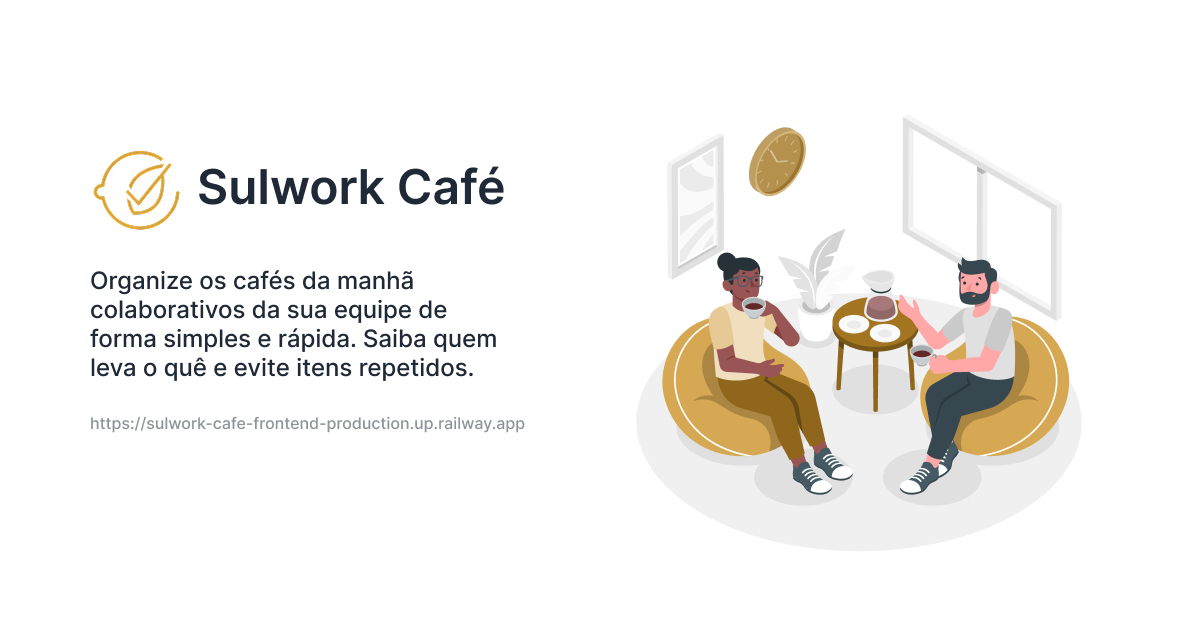 Sulwork Café
Organize os cafés da manhã
colaborativos da sua equipe de
forma simples e rápida. Saiba quem
leva o quê e evite itens repetidos.
https://sulwork-cafe-frontend-production.up.railway.app